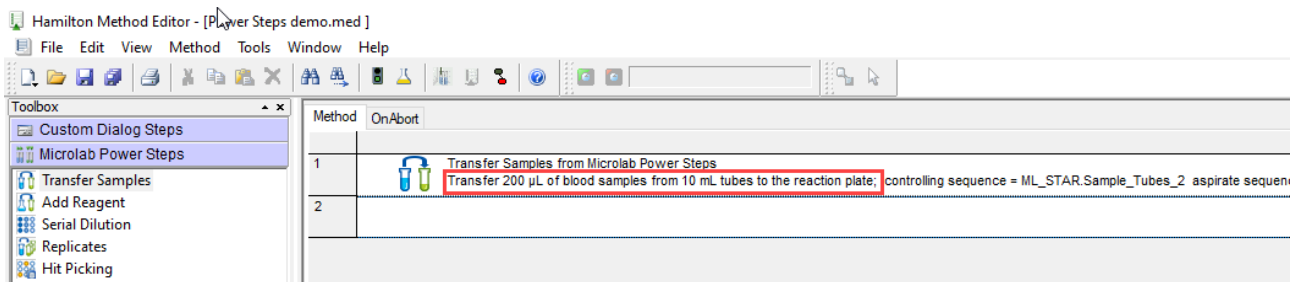 Hamilton Method Editor - [Power Steps demo.med ]
File Edit View Method Tools Window Help
Toolbox
Custom Dialog Steps
Microlab Power Steps
Transfer Samples
Add Reagent
Serial Dilution
Replicates
Hit Picking
Method OnAbort
1
Transfer Samples from Microlab Power Steps
Transfer 200 µL of blood samples from 10 mL tubes to the reaction plate; controlling sequence = ML_STAR.Sample_Tubes_2 aspirate sequen
2